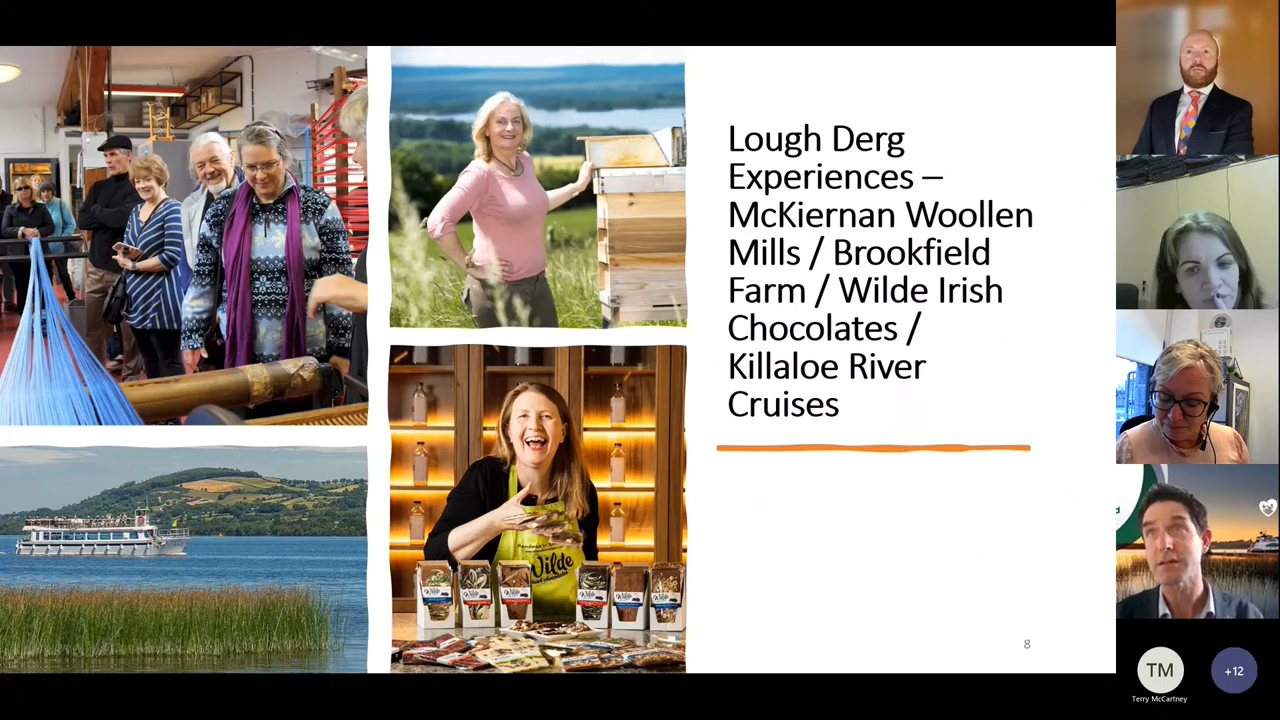 Lough Derg
Experiences –
McKiernan Woollen
Mills / Brookfield
Farm / Wilde Irish
Chocolates /
Killaloe River
Cruises
8
Wilde
TM
+12
Terry McCartney